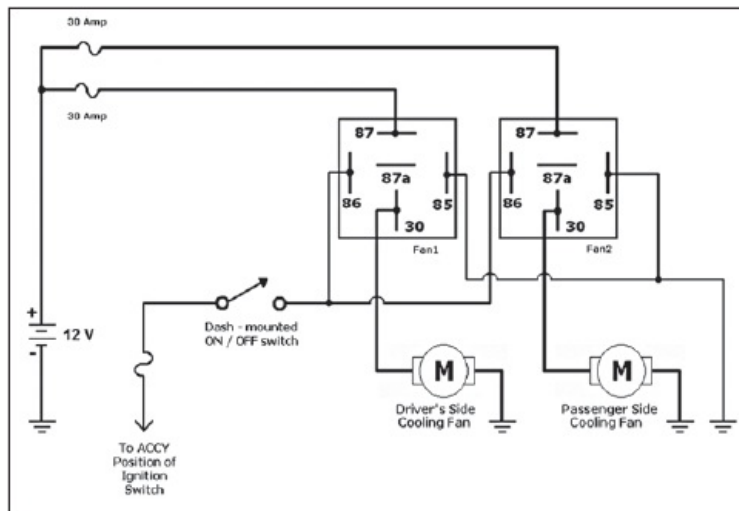 30 Amp
30 Amp
87
87a
86
85
30
Fan1
87
87a
86
85
30
Fan2
+
12 V
-
Dash - mounted
ON / OFF switch
M
Driver's Side
Cooling Fan
M
Passenger Side
Cooling Fan
To ACCY
Position of
Ignition
Switch